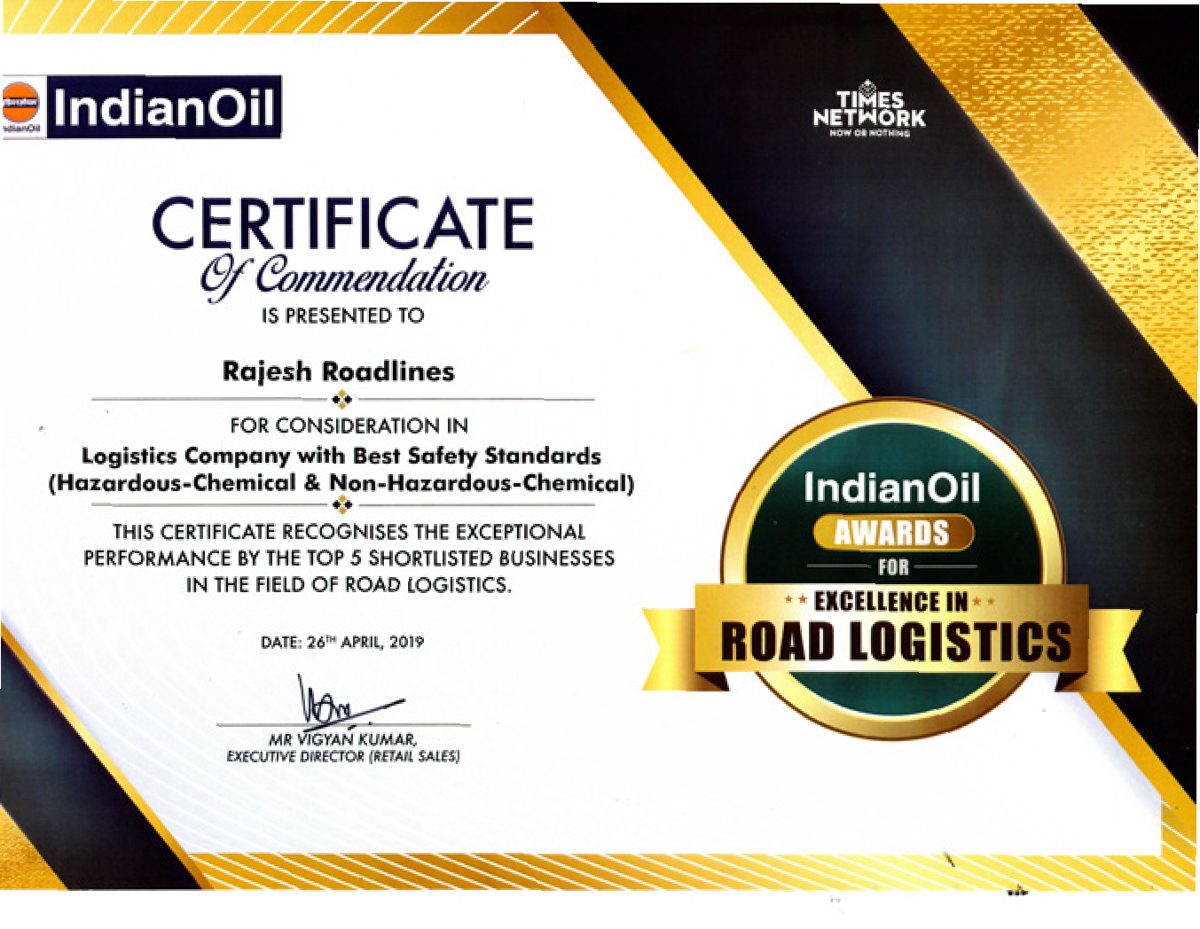 IndianOil
IndianOil
TIMES
NETWORK
NOW OR NOTHING
CERTIFICATE
Of Commendation
IS PRESENTED TO
Rajesh Roadlines
FOR CONSIDERATION IN
Logistics Company with Best Safety Standards
(Hazardous-Chemical & Non-Hazardous-Chemical)
THIS CERTIFICATE RECOGNISES THE EXCEPTIONAL
PERFORMANCE BY THE TOP 5 SHORTLISTED BUSINESSES
IN THE FIELD OF ROAD LOGISTICS.
DATE: 26TH APRIL, 2019
MR VIGYAN KUMAR,
EXECUTIVE DIRECTOR (RETAIL SALES)
IndianOil
AWARDS
FOR
EXCELLENCE IN
ROAD LOGISTICS